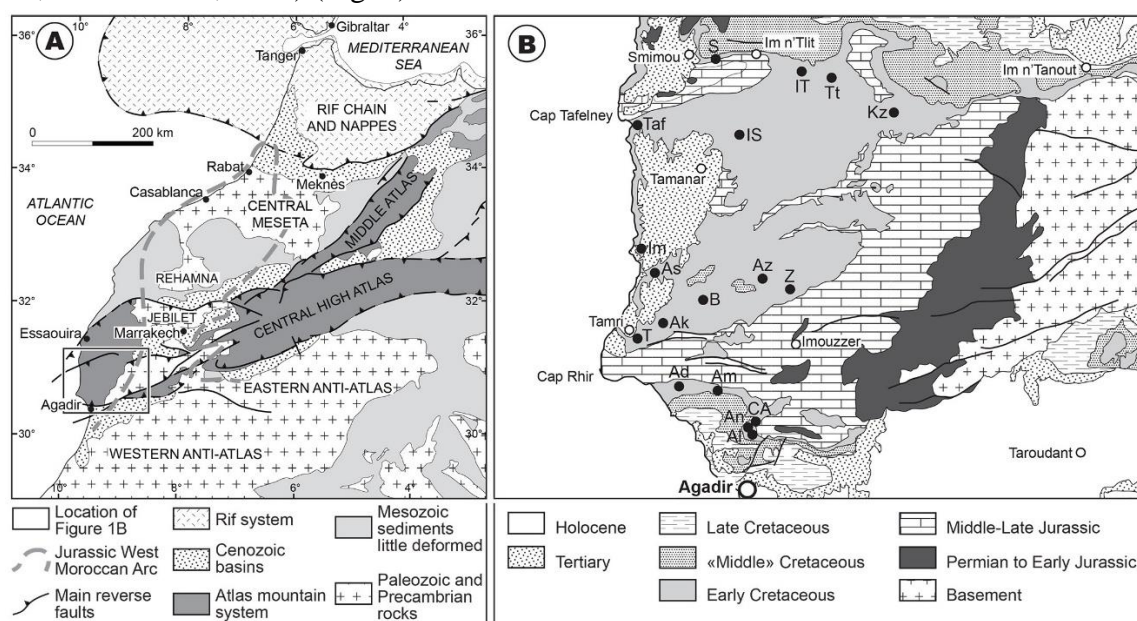 10°
8°
6°
4°
36°
36°
34°
34°
32°
32°
30°
30°
10°
8°
6°
4°
A
Gibraltar
Tanger
MEDITERRANEAN
SEA
RIF CHAIN
AND NAPPES
0 200 km
Rabat
Meknès
Casablanca
ATLANTIC
OCEAN
CENTRAL
MESETA
MIDDLE ATLAS
REHAMNA
JEBILET
Marrakech
CENTRAL HIGH ATLAS
Essaouira
Agadir
EASTERN ANTI-ATLAS
WESTERN ANTI-ATLAS
Location of
Figure 1B
Jurassic West
Moroccan Arc
Main reverse
faults
Rif system
Cenozoic
basins
Atlas mountain
system
Mesozoic
sediments
little deformed
Paleozoic and
Precambrian
rocks
B
Smimou
S
Im n'Tlit
Im n'Tanout
IT
Tt
Cap Tafelney
Taf
IS
Kz
Tamanar
Im
As
Az
Z
B
Tamri
T
Ak
Imouzzer
Cap Rhir
Ad
Am
CA
An
Al
Agadir
Taroudant
Holocene
Tertiary
Late Cretaceous
«Middle» Cretaceous
Early Cretaceous
Middle-Late Jurassic
Permian to Early Jurassic
Basement